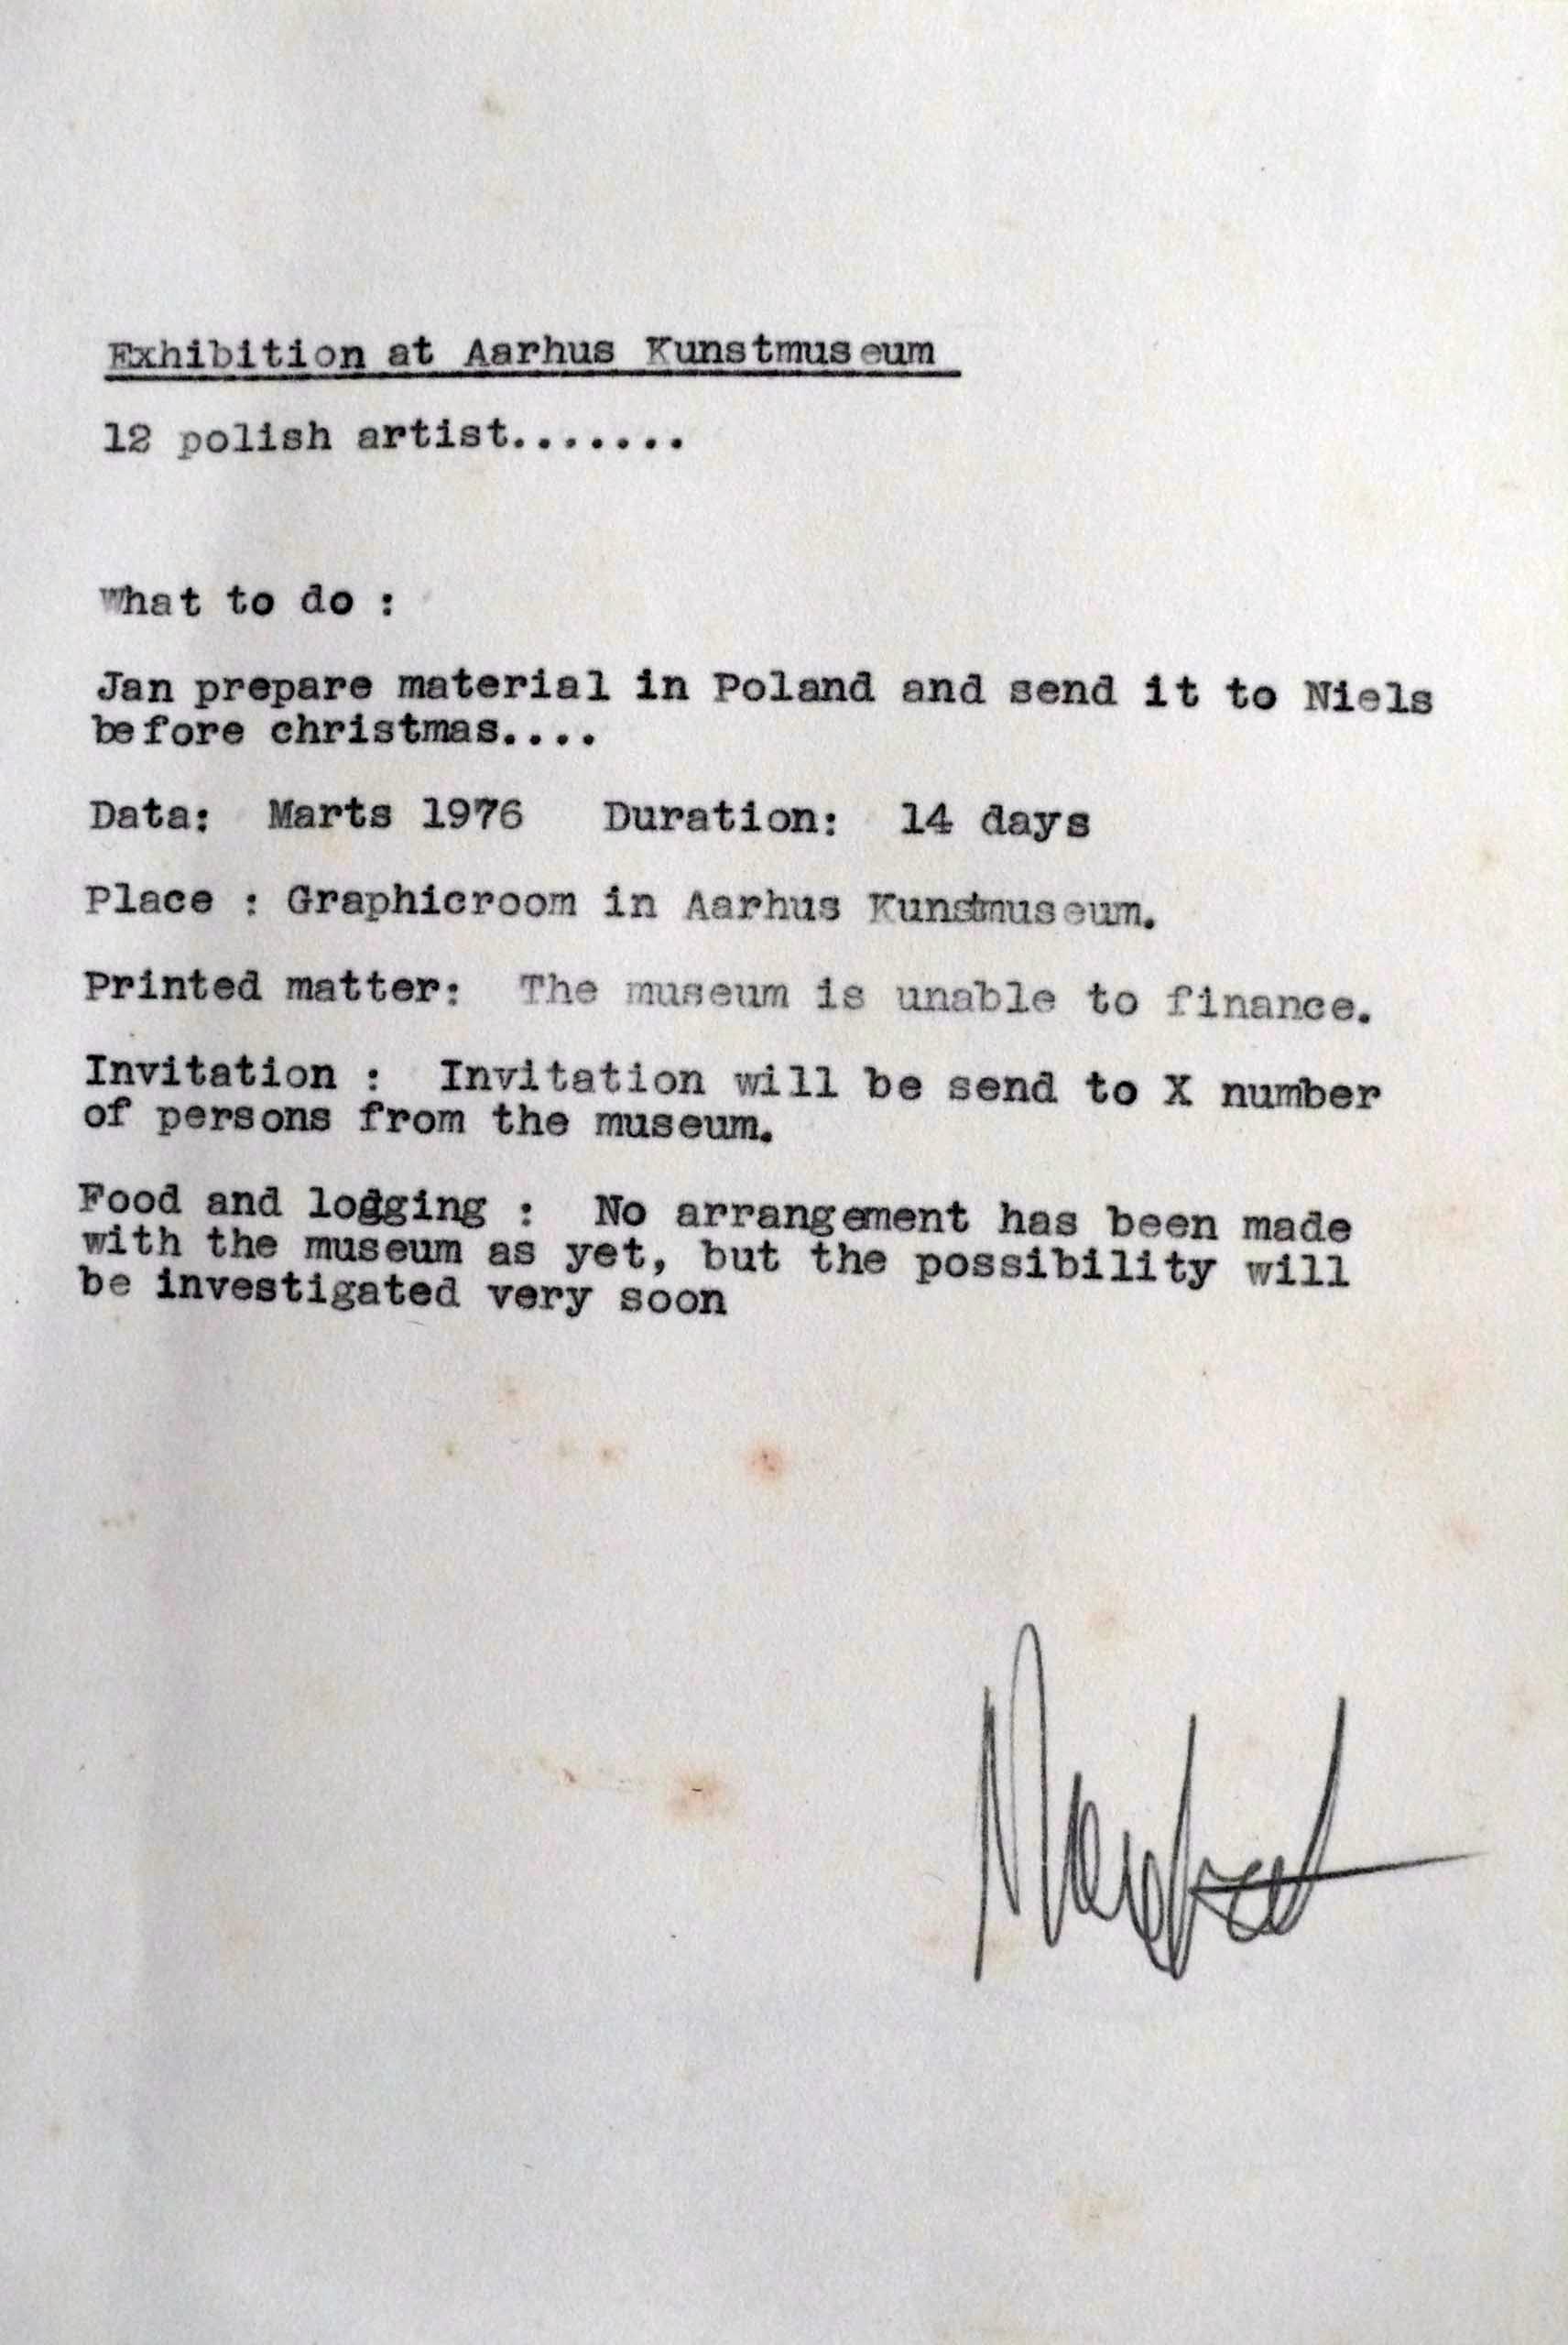 Exhibition at Aarhus Kunstmuseum
12 polish artist.......
What to do :
Jan prepare material in Poland and send it to Niels
before christmas....
Data: Marts 1976 Duration: 14 days
Place : Graphicroom in Aarhus Kunstmuseum.
Printed matter: The museum is unable to finance.
Invitation : Invitation will be send to X number
of persons from the museum.
Food and lodging : No arrangement has been made
with the museum as yet, but the possibility will
be investigated very soon